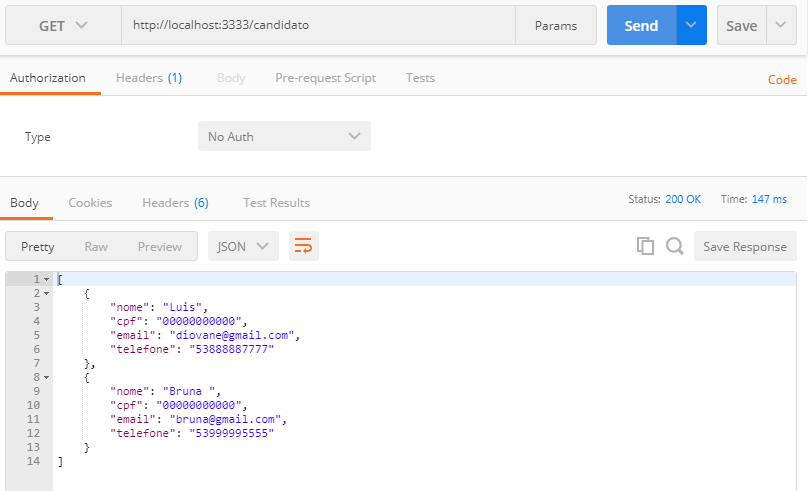 GET http://localhost:3333/candidato Params Send Save
Authorization Headers (1) Body Pre-request Script Tests Code
Type No Auth
Body Cookies Headers (6) Test Results Status: 200 OK Time: 147 ms
Pretty Raw Preview JSON Save Response
1 [
2 {
3 "nome": "Luis",
4 "cpf": "00000000000",
5 "email": "diovane@gmail.com",
6 "telefone": "53888887777"
7 },
8 {
9 "nome": "Bruna ",
10 "cpf": "00000000000",
11 "email": "bruna@gmail.com",
12 "telefone": "53999995555"
13 }
14 ]